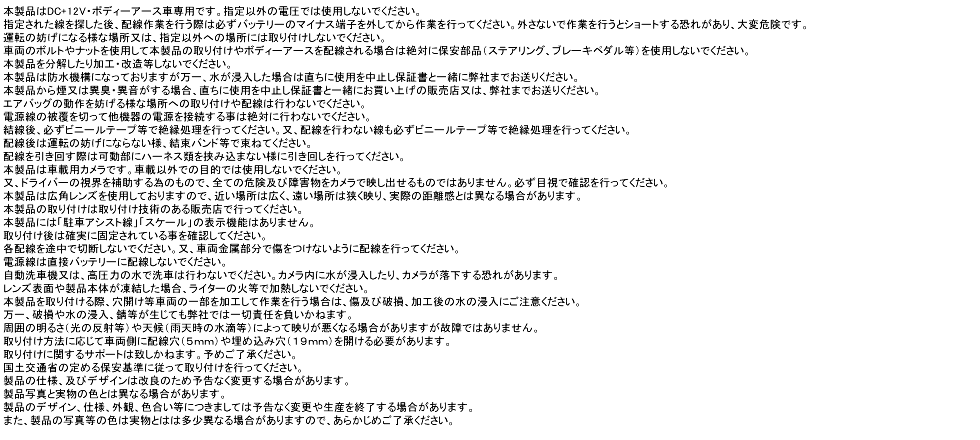 本製品はDC+12V・ボディーアース車専用です。指定以外の電圧では使用しないでください。
指定された線を探した後、配線作業を行う際は必ずバッテリーのマイナス端子を外してから作業を行ってください。外さないで作業を行うとショートする恐れがあり、大変危険です。
運転の妨げになる様な場所又は、指定以外への場所には取り付けしないでください。
車両のボルトやナットを使用して本製品の取り付けやボディーアースを配線される場合は絶対に保安部品（ステアリング、ブレーキペダル等）を使用しないでください。
本製品を分解したり加工・改造等しないでください。
本製品は防水機構になっておりますが万一、水が浸入した場合は直ちに使用を中止し保証書と一緒に弊社までお送りください。
本製品から煙又は異臭・異音がする場合、直ちに使用を中止し保証書と一緒にお買い上げの販売店又は、弊社までお送りください。
エアバッグの動作を妨げる様な場所への取り付けや配線は行わないでください。
電源線の被覆を切って他機器の電源を接続する事は絶対に行わないでください。
結線後、必ずビニールテープ等で絶縁処理を行ってください。又、配線を行わない線も必ずビニールテープ等で絶縁処理を行ってください。
配線後は運転の妨げにならない様、結束バンド等で束ねてください。
配線を引き回す際は可動部にハーネス類を挟み込まない様に引き回しを行ってください。
本製品は車載用カメラです。車載以外での目的では使用しないでください。
又、ドライバーの視界を補助する為のもので、全ての危険及び障害物をカメラで映し出せるものではありません。必ず目視で確認を行ってください。
本製品は広角レンズを使用しておりますので、近い場所は広く、遠い場所は狭く映り、実際の距離感とは異なる場合があります。
本製品の取り付けは取り付け技術のある販売店で行ってください。
本製品には「駐車アシスト線」「スケール」の表示機能はありません。
取り付け後は確実に固定されている事を確認してください。
各配線を途中で切断しないでください。又、車両金属部分で傷をつけないように配線を行ってください。
電源線は直接バッテリーに配線しないでください。
自動洗車機又は、高圧力の水で洗車は行わないでください。カメラ内に水が浸入したり、カメラが落下する恐れがあります。
レンズ表面や製品本体が凍結した場合、ライターの火等で加熱しないでください。
本製品を取り付ける際、穴開け等車両の一部を加工して作業を行う場合は、傷及び破損、加工後の水の浸入にご注意ください。
万一、破損や水の浸入、錆等が生じても弊社では一切責任を負いかねます。
周囲の明るさ（光の反射等）や天候（雨天時の水滴等）によって映りが悪くなる場合がありますが故障ではありません。
取り付け方法に応じて車両側に配線穴（5mm）や埋め込み穴（19mm）を開ける必要があります。
取り付けに関するサポートは致しかねます。予めご了承ください。
国土交通省の定める保安基準に従って取り付けを行ってください。
製品の仕様、及びデザインは改良のため予告なく変更する場合があります。
製品写真と実物の色とは異なる場合があります。
製品のデザイン、仕様、外観、色合い等につきましては予告なく変更や生産を終了する場合があります。
また、製品の写真等の色は実物とはは多少異なる場合がありますので、あらかじめご了承ください。